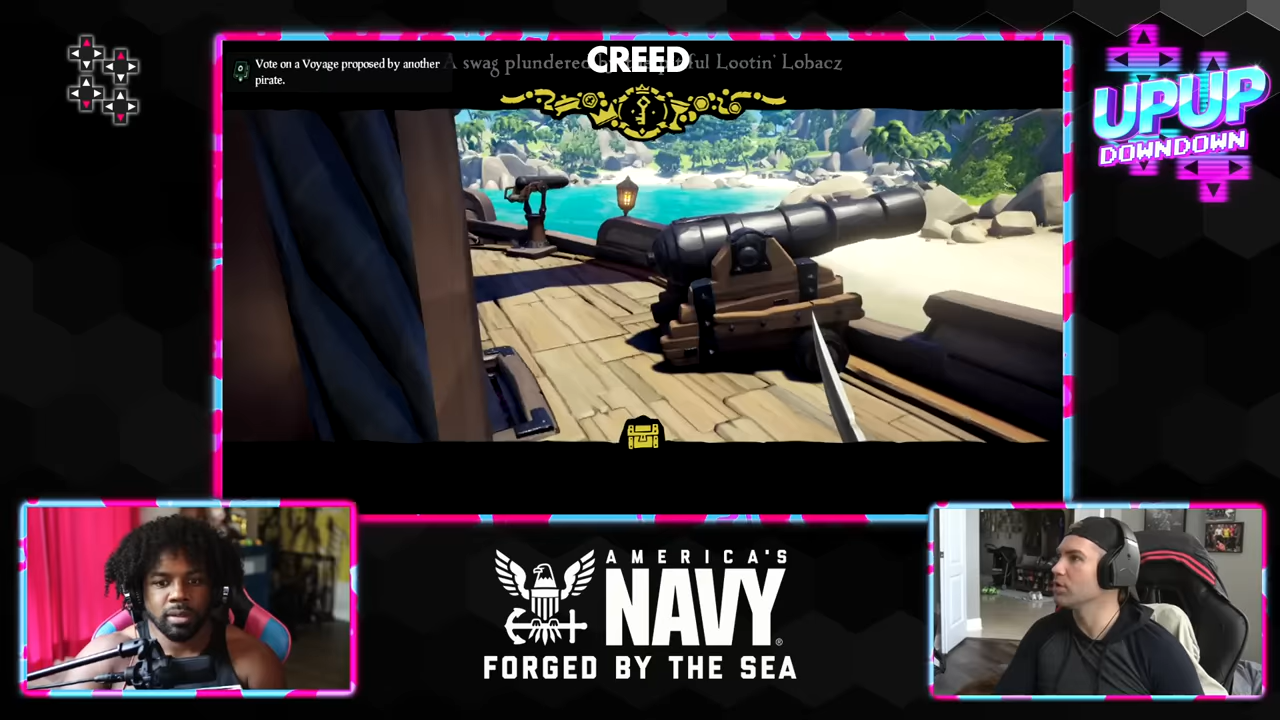 CREED
Vote on a Voyage proposed by another
pirate.
A swag plundered
ful Lootin' Lobacz
UPUP
DOWNDOWN
AMERICA'S
NAVY
FORGED BY THE SEA